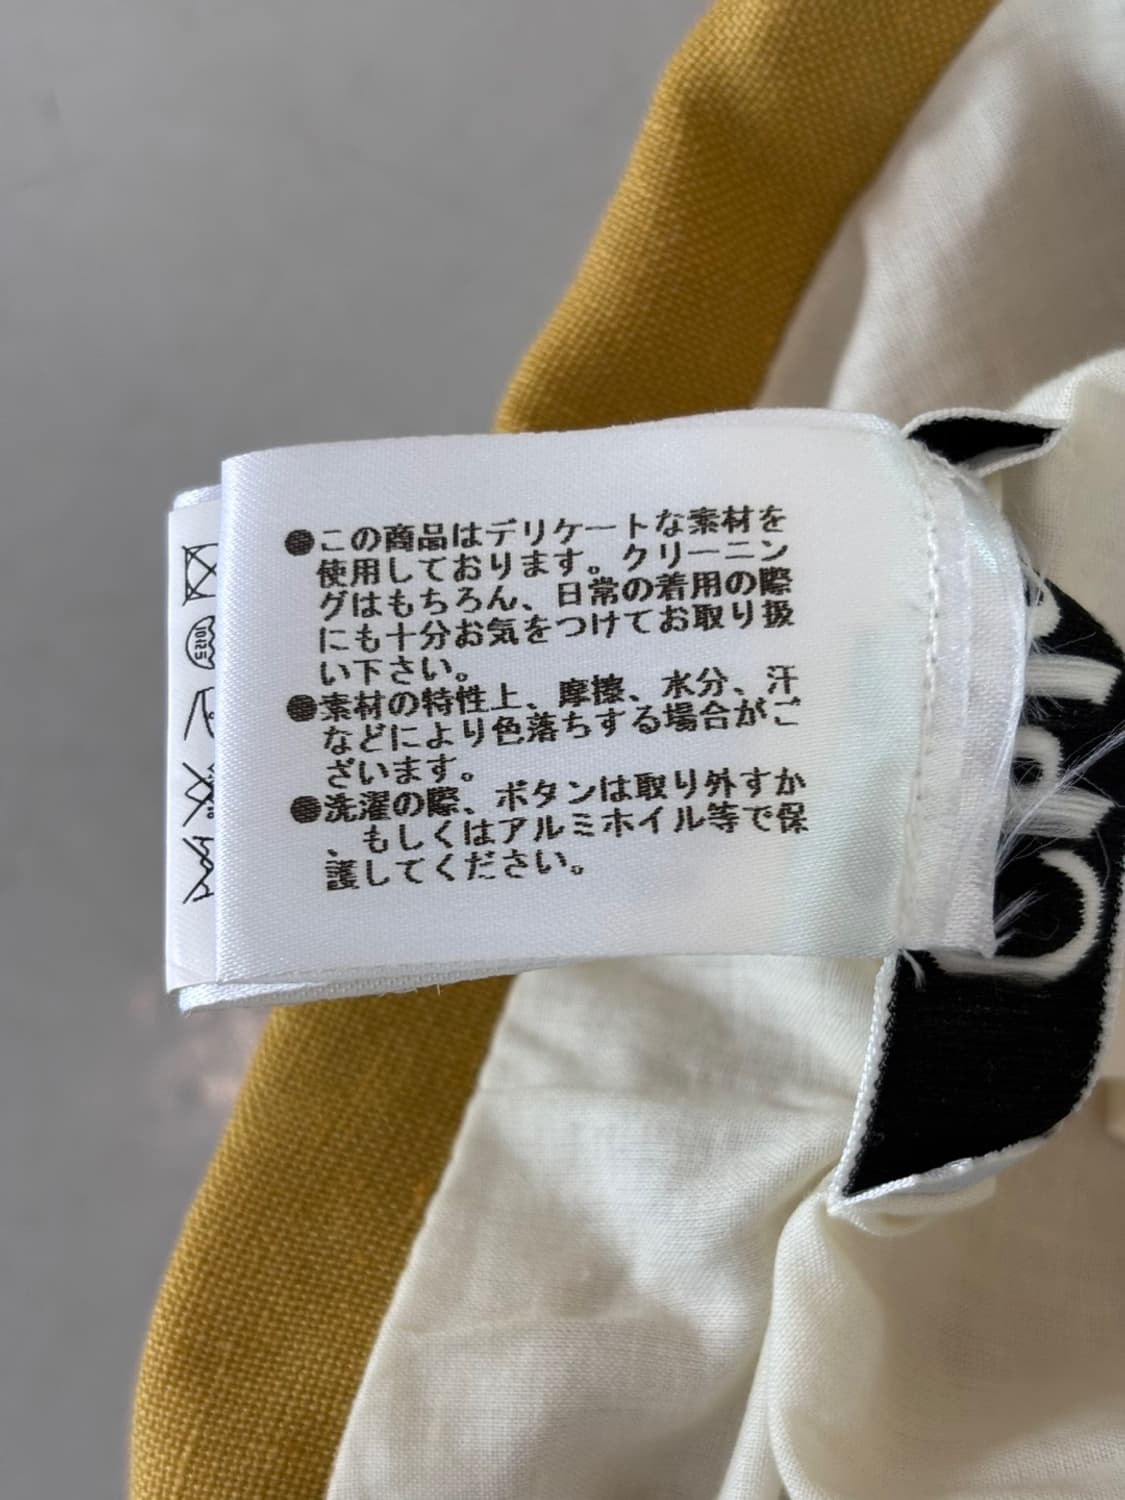 ●この商品はデリケートな素材を
使用しております。クリーニン
グはもちろん、日常の着用の際
にも十分お気をつけてお取り扱
い下さい。
●素材の特性上、摩擦、水分、汗
などにより色落ちする場合がご
ざいます。
●洗濯の際、ボタンは取り外すか
、もしくはアルミホイル等で保
護してください。